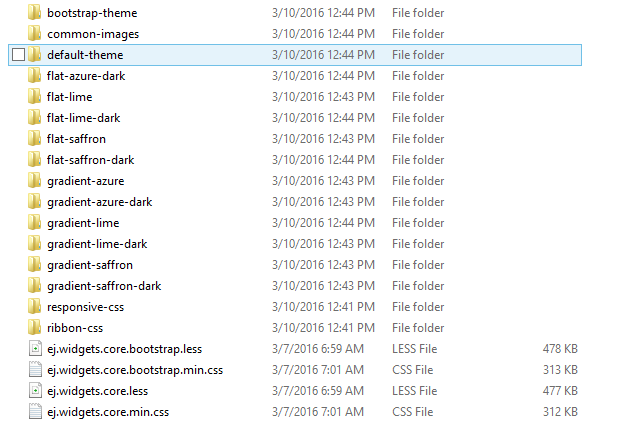 bootstrap-theme 3/10/2016 12:44 PM File folder
common-images 3/10/2016 12:44 PM File folder
default-theme 3/10/2016 12:44 PM File folder
flat-azure-dark 3/10/2016 12:44 PM File folder
flat-lime 3/10/2016 12:43 PM File folder
flat-lime-dark 3/10/2016 12:44 PM File folder
flat-saffron 3/10/2016 12:43 PM File folder
flat-saffron-dark 3/10/2016 12:44 PM File folder
gradient-azure 3/10/2016 12:43 PM File folder
gradient-azure-dark 3/10/2016 12:43 PM File folder
gradient-lime 3/10/2016 12:44 PM File folder
gradient-lime-dark 3/10/2016 12:43 PM File folder
gradient-saffron 3/10/2016 12:43 PM File folder
gradient-saffron-dark 3/10/2016 12:43 PM File folder
responsive-css 3/10/2016 12:41 PM File folder
ribbon-css 3/10/2016 12:41 PM File folder
ej.widgets.core.bootstrap.less 3/7/2016 6:59 AM LESS File 478 KB
ej.widgets.core.bootstrap.min.css 3/7/2016 7:01 AM CSS File 313 KB
ej.widgets.core.less 3/7/2016 6:59 AM LESS File 477 KB
ej.widgets.core.min.css 3/7/2016 7:01 AM CSS File 312 KB